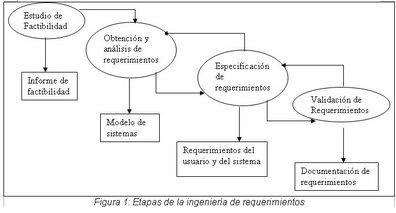 Estudio de
Factibilidad
Obtención y
análisis de
requerimientos
Especificación
de
requerimientos
Validación de
Requerimientos
Informe de
factibilidad
Modelo de
sistemas
Requerimientos del
usuario y del sistema
Documentación de
requerimientos
Figura 1: Etapas de la ingeniería de requerimientos